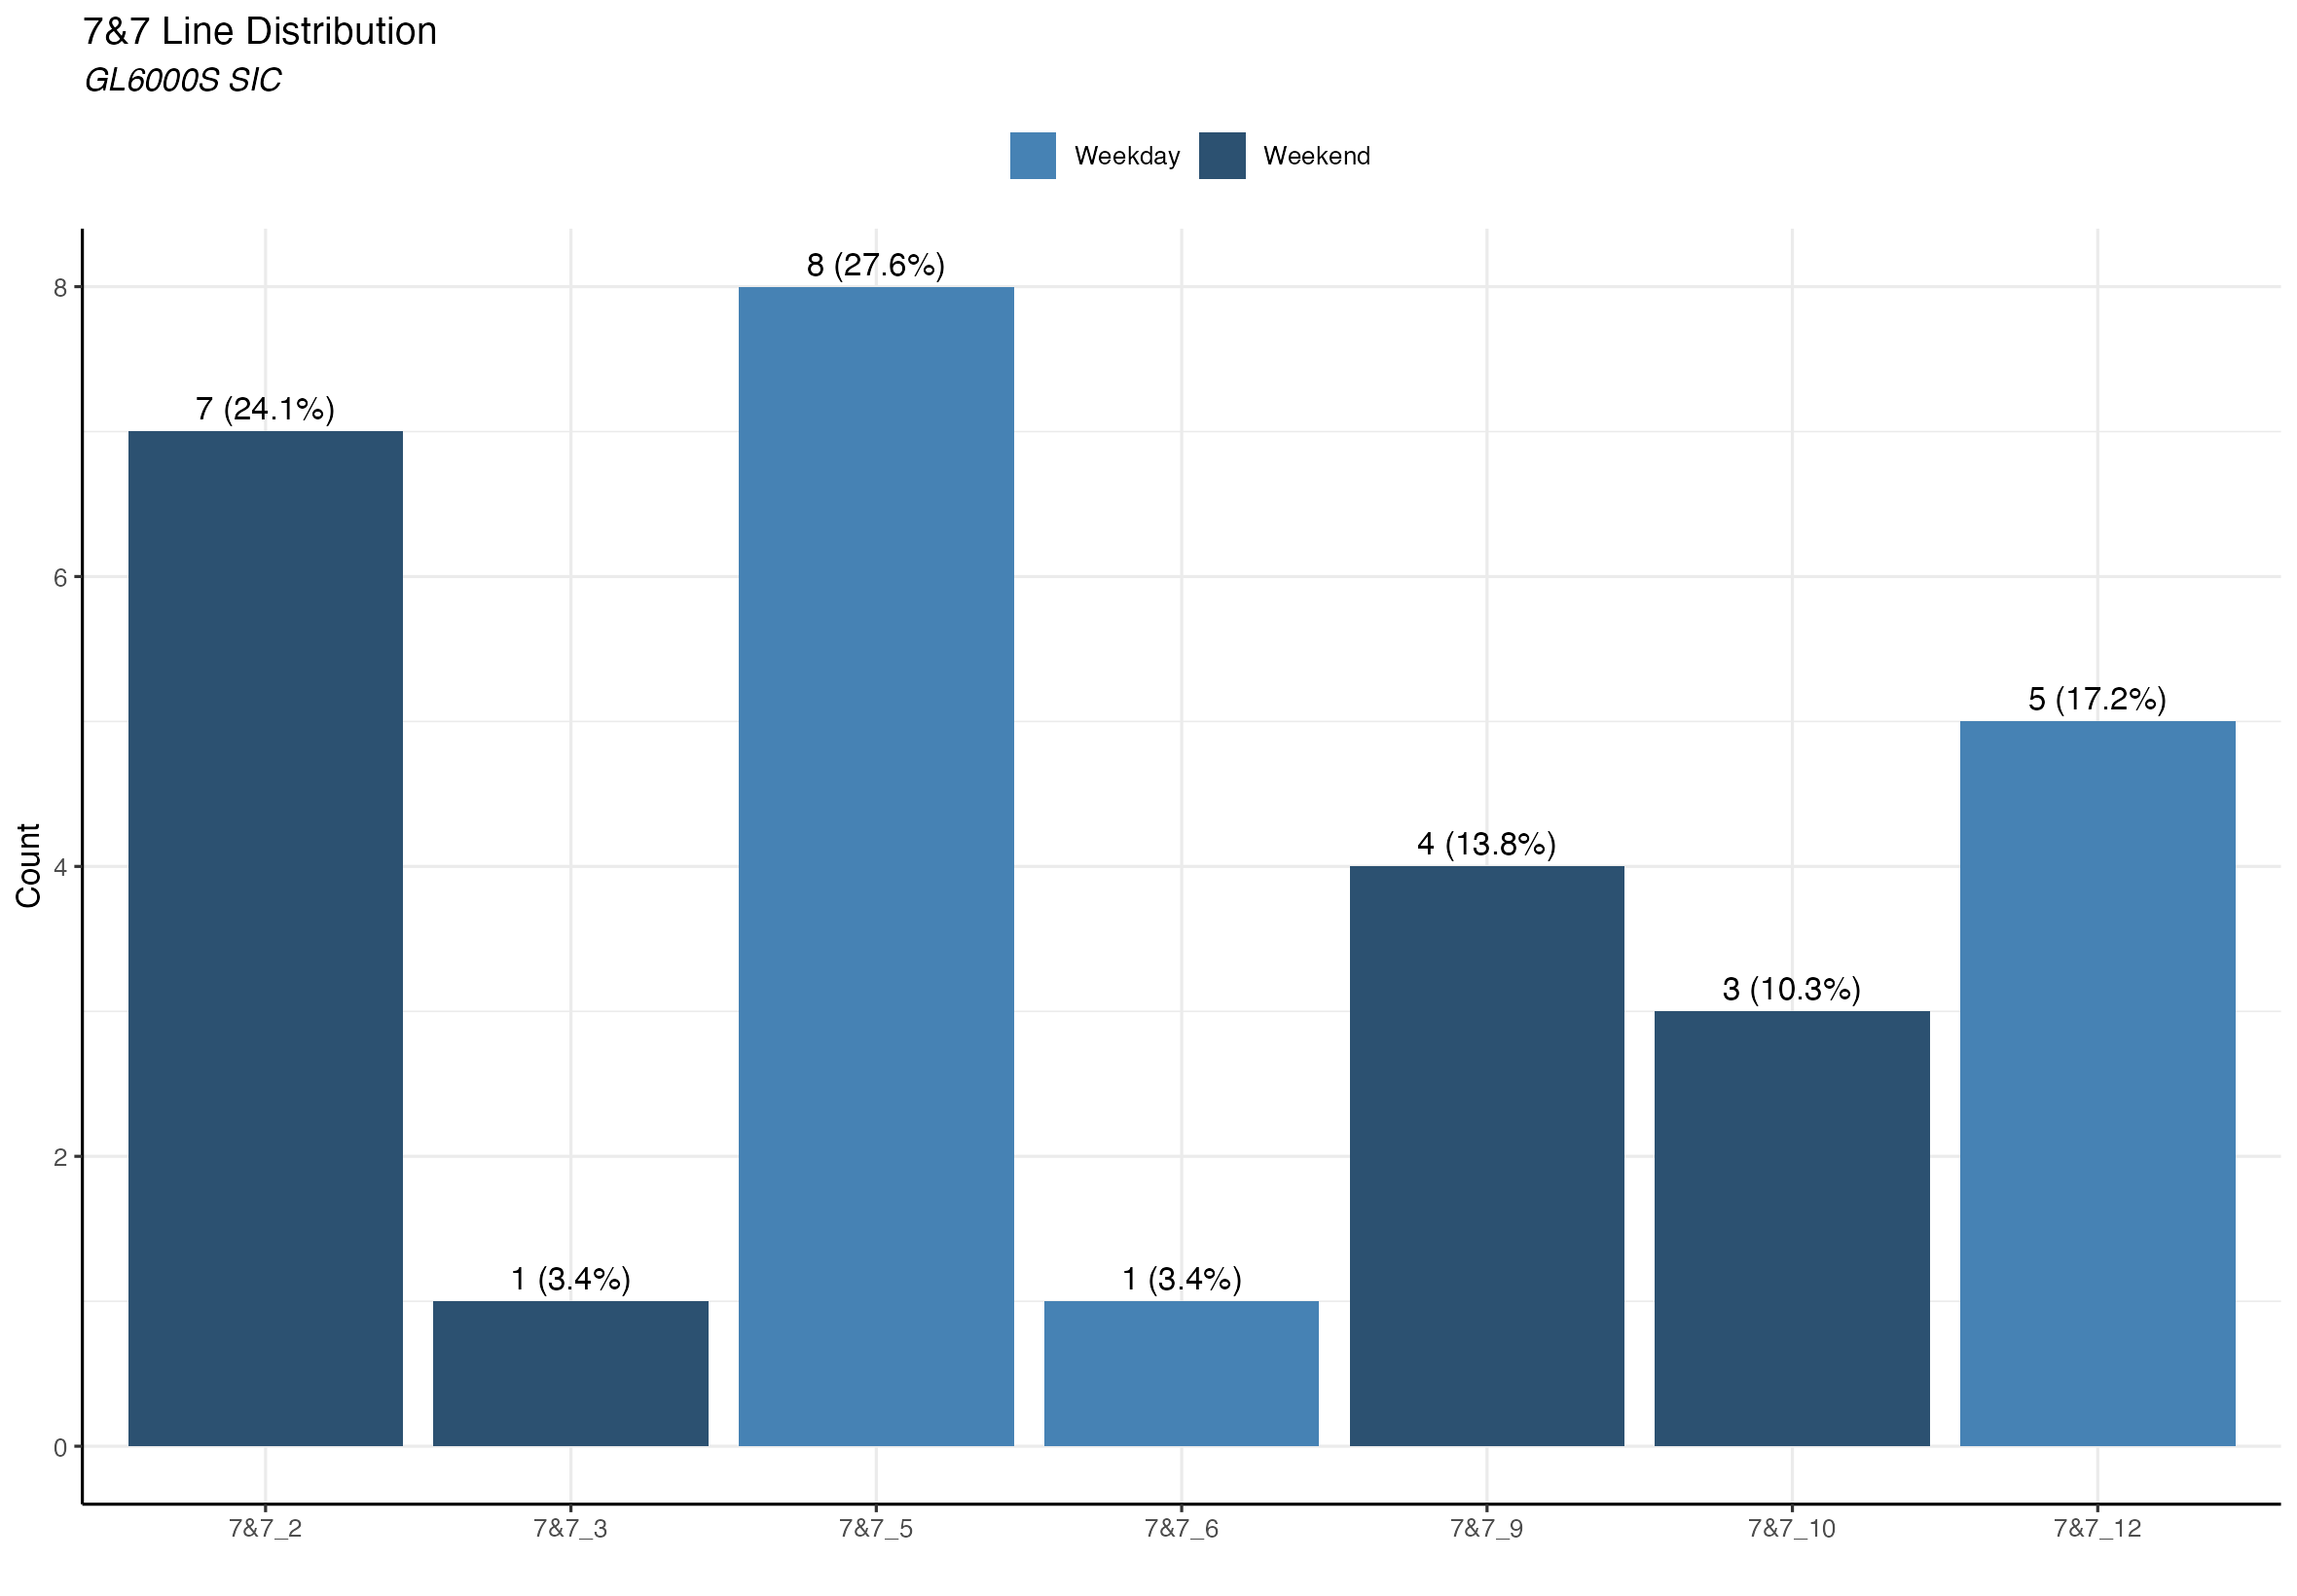 7&7 Line Distribution
GL6000S SIC
Weekday Weekend
8 (27.6%)
7 (24.1%)
5 (17.2%)
4 (13.8%)
3 (10.3%)
1 (3.4%) 1 (3.4%)
Count
8
6
4
2
0
7&7_2 7&7_3 7&7_5 7&7_6 7&7_9 7&7_10 7&7_12